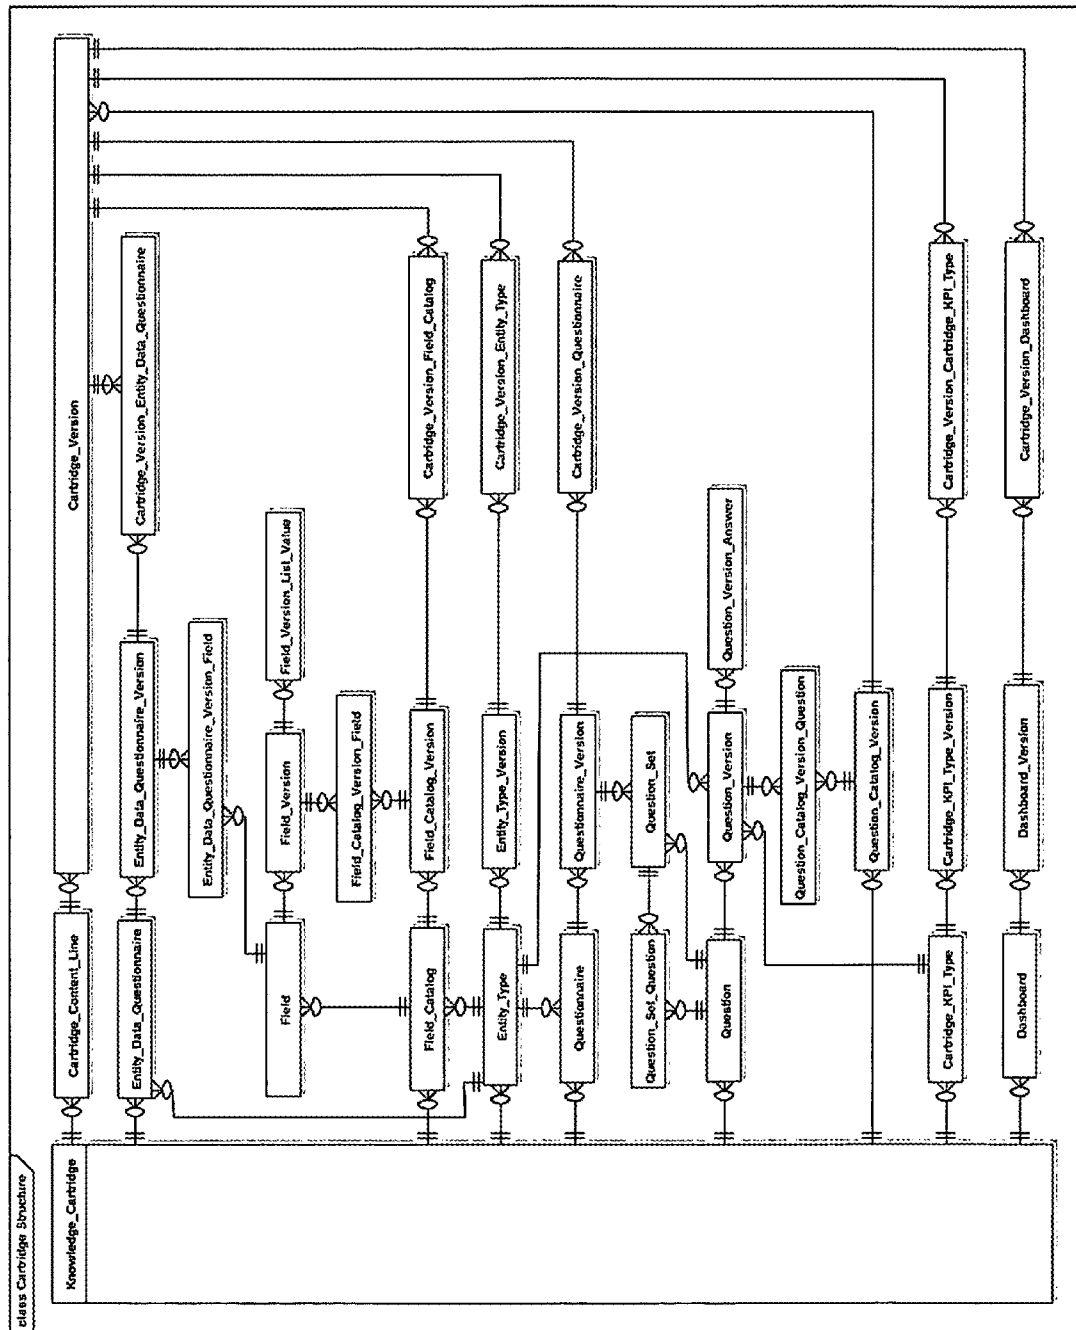 class Cartridge Structure
Knowledge_Cartridge
Cartridge_Content_Line
Cartridge_Version
Entity_Data_Questionnaire
Entity_Data_Questionnaire_Version
Cartridge_Version_Entity_Data_Questionnaire
Entity_Data_Questionnaire_Version_Field
Field
Field_Version
Field_Version_List_Value
Field_Catalog_Version_Field
Field_Catalog
Field_Catalog_Version
Cartridge_Version_Field_Catalog
Entity_Type
Entity_Type_Version
Cartridge_Version_Entity_Type
Questionnaire
Questionnaire_Version
Cartridge_Version_Questionnaire
Question_Set_Question
Question_Set
Question
Question_Version
Question_Version_Answer
Question_Catalog_Version_Question
Question_Catalog_Version
Cartridge_KPI_Type
Cartridge_KPI_Type_Version
Cartridge_Version_Cartridge_KPI_Type
Dashboard
Dashboard_Version
Cartridge_Version_Dashboard